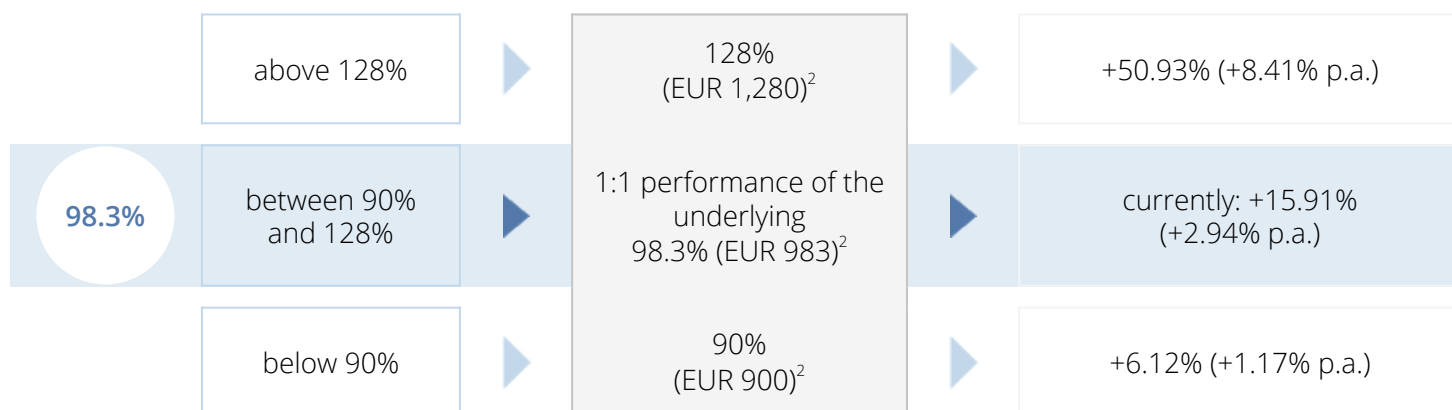 above 128%
128%
(EUR 1,280)²
+50.93% (+8.41% p.a.)
98.3%
between 90%
and 128%
1:1 performance of the
underlying
98.3% (EUR 983)²
currently: +15.91%
(+2.94% p.a.)
below 90%
90%
(EUR 900)²
+6.12% (+1.17% p.a.)